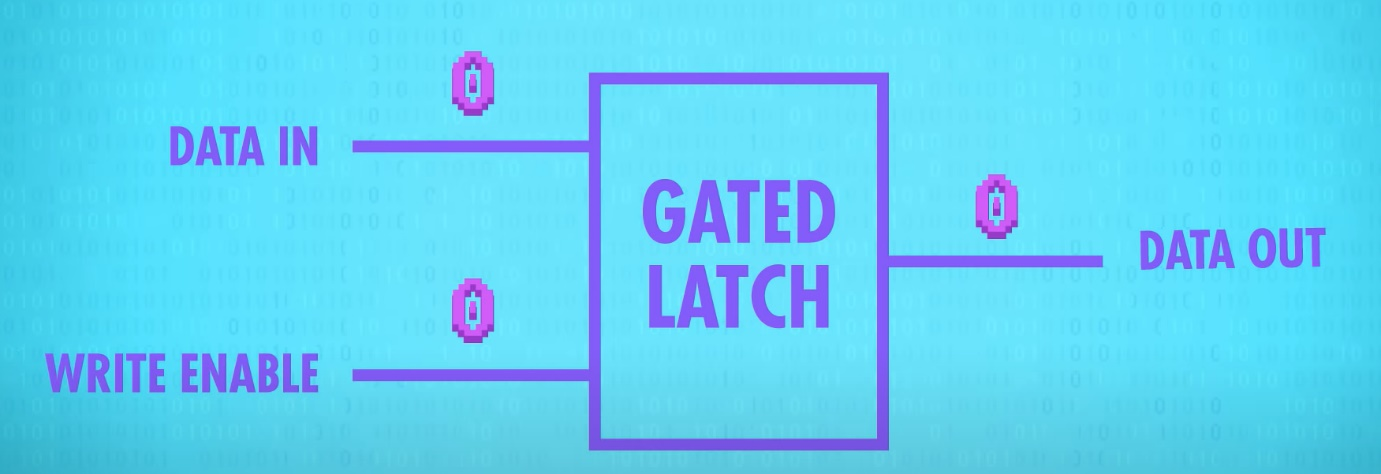 0
DATA IN
GATED
LATCH
0
DATA OUT
0
WRITE ENABLE